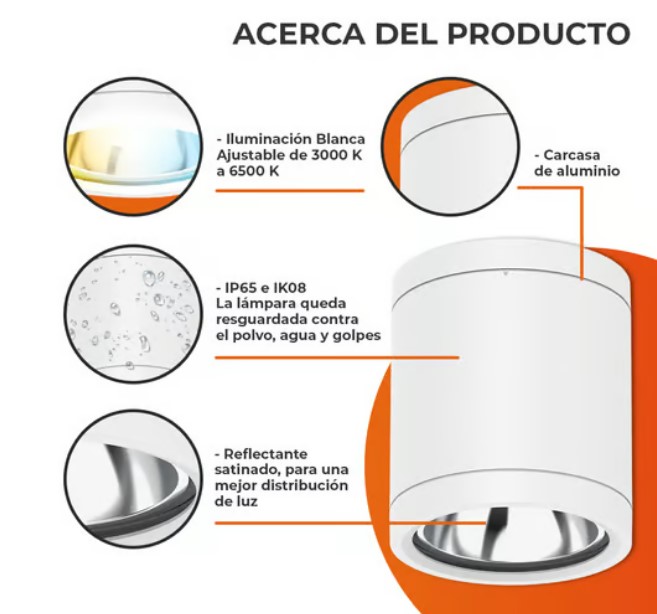 ACERCA DEL PRODUCTO
- Iluminación Blanca
Ajustable de 3000 K
a 6500 K
- Carcasa
de aluminio
- IP65 e IK08
La lámpara queda
resguardada contra
el polvo, agua y golpes
- Reflectante
satinado, para una
mejor distribución
de luz